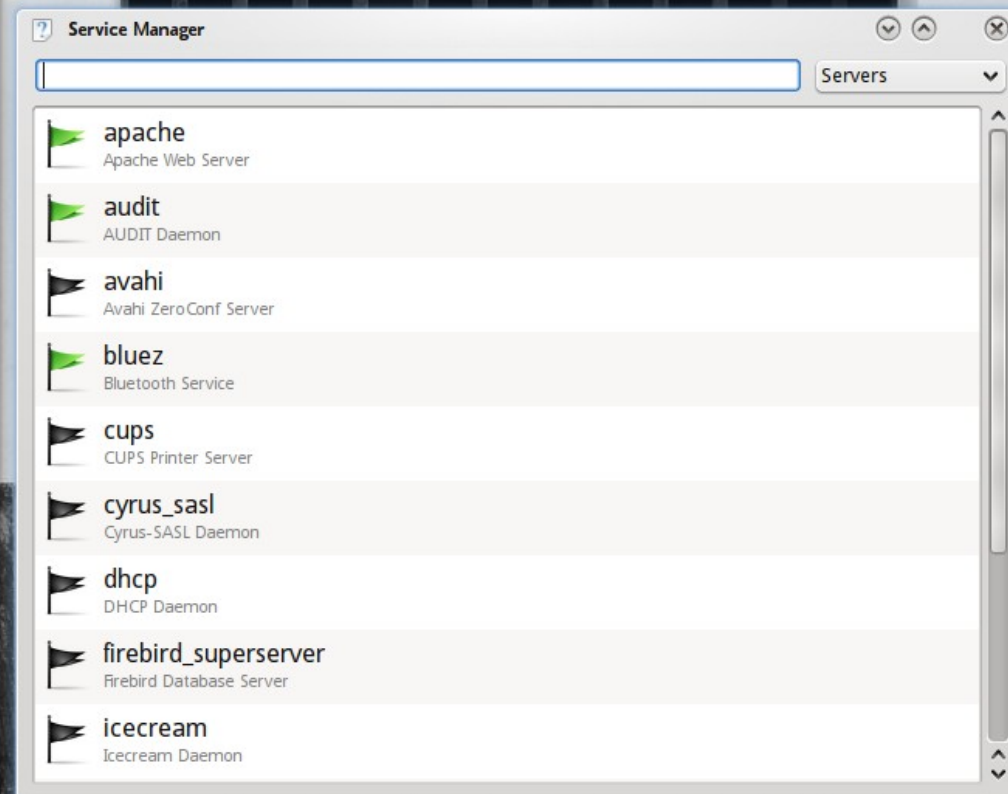 Service Manager
Servers
apache
Apache Web Server
audit
AUDIT Daemon
avahi
Avahi ZeroConf Server
bluez
Bluetooth Service
cups
CUPS Printer Server
cyrus_sasl
Cyrus-SASL Daemon
dhcp
DHCP Daemon
firebird_superserver
Firebird Database Server
icecream
Icecream Daemon